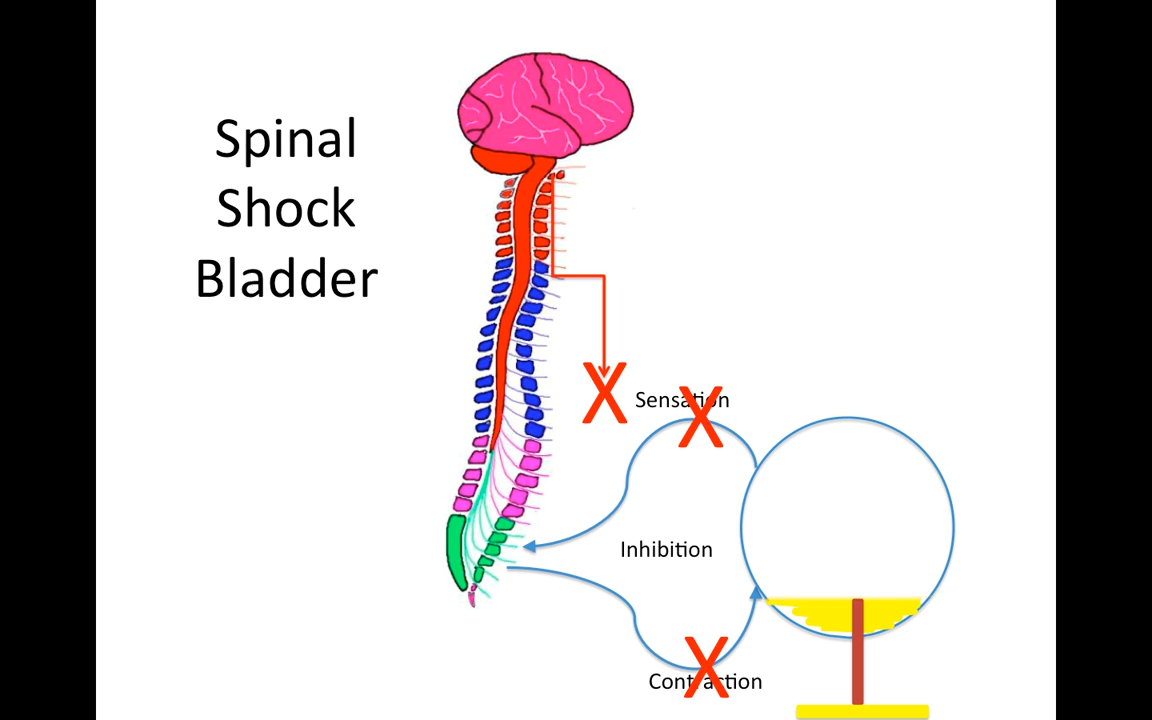 Spinal
Shock
Bladder
X
Sensation
X
Inhibition
X
Contraction